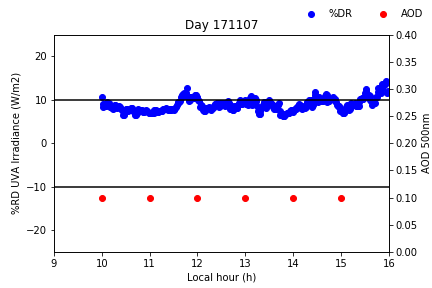 %DR AOD
Day 171107
%RD UVA Irradiance (W/m2)
20
10
0
−10
−20
0.40
0.35
0.30
0.25
0.20
0.15
0.10
0.05
0.00
AOD 500nm
9 10 11 12 13 14 15 16
Local hour (h)